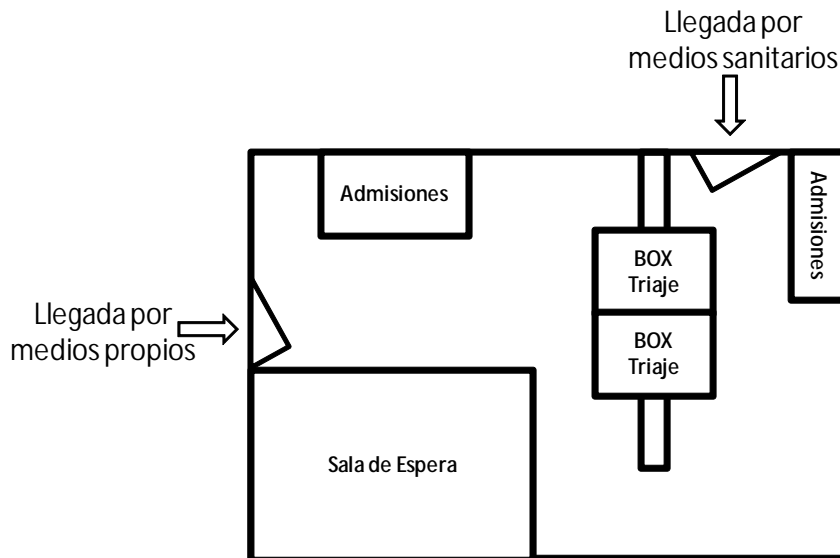 Llegada por
medios sanitarios
Admisiones
Admisiones
BOX
Triaje
Llegada por
medios propios
BOX
Triaje
Sala de Espera